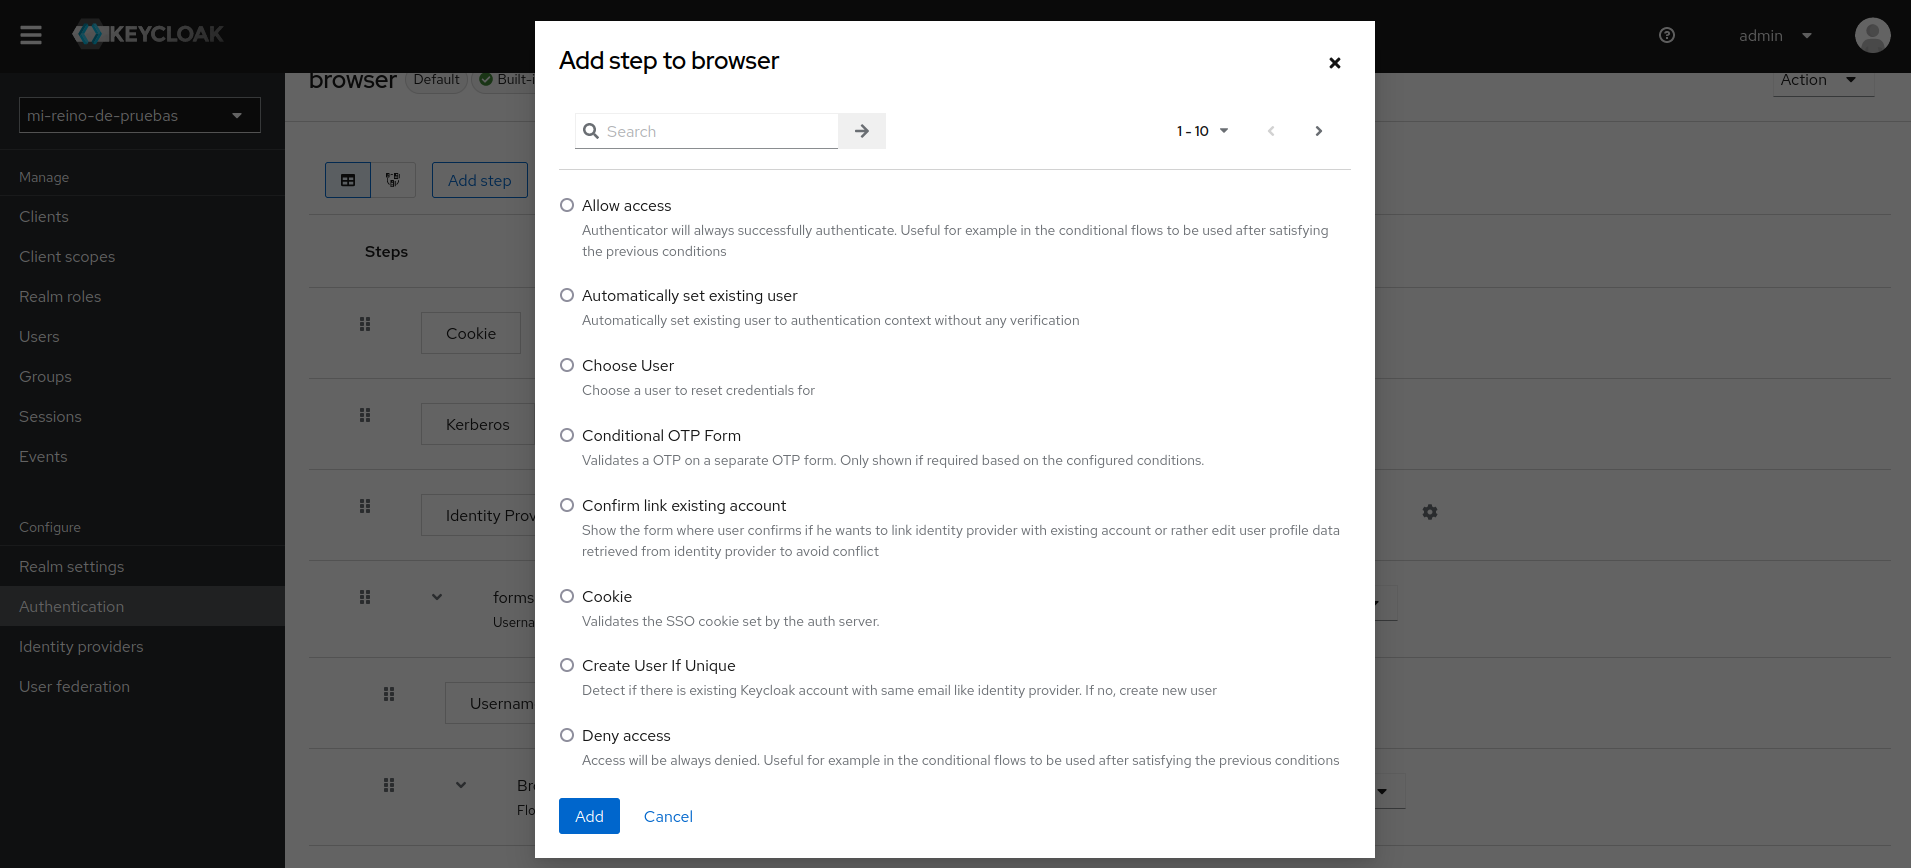 KEYCLOAK
admin
mi-reino-de-pruebas
Manage
Clients
Client scopes
Realm roles
Users
Groups
Sessions
Events
Configure
Realm settings
Authentication
Identity providers
User federation
browser Default Built-i
Action
Add step
Steps
Cookie
Kerberos
Identity Prov
forms
Userna
Usernam
Bro
Flo
Add step to browser
Search
1 - 10
Allow access
Authenticator will always successfully authenticate. Useful for example in the conditional flows to be used after satisfying
the previous conditions
Automatically set existing user
Automatically set existing user to authentication context without any verification
Choose User
Choose a user to reset credentials for
Conditional OTP Form
Validates a OTP on a separate OTP form. Only shown if required based on the configured conditions.
Confirm link existing account
Show the form where user confirms if he wants to link identity provider with existing account or rather edit user profile data
retrieved from identity provider to avoid conflict
Cookie
Validates the SSO cookie set by the auth server.
Create User If Unique
Detect if there is existing Keycloak account with same email like identity provider. If no, create new user
Deny access
Access will be always denied. Useful for example in the conditional flows to be used after satisfying the previous conditions
Add
Cancel